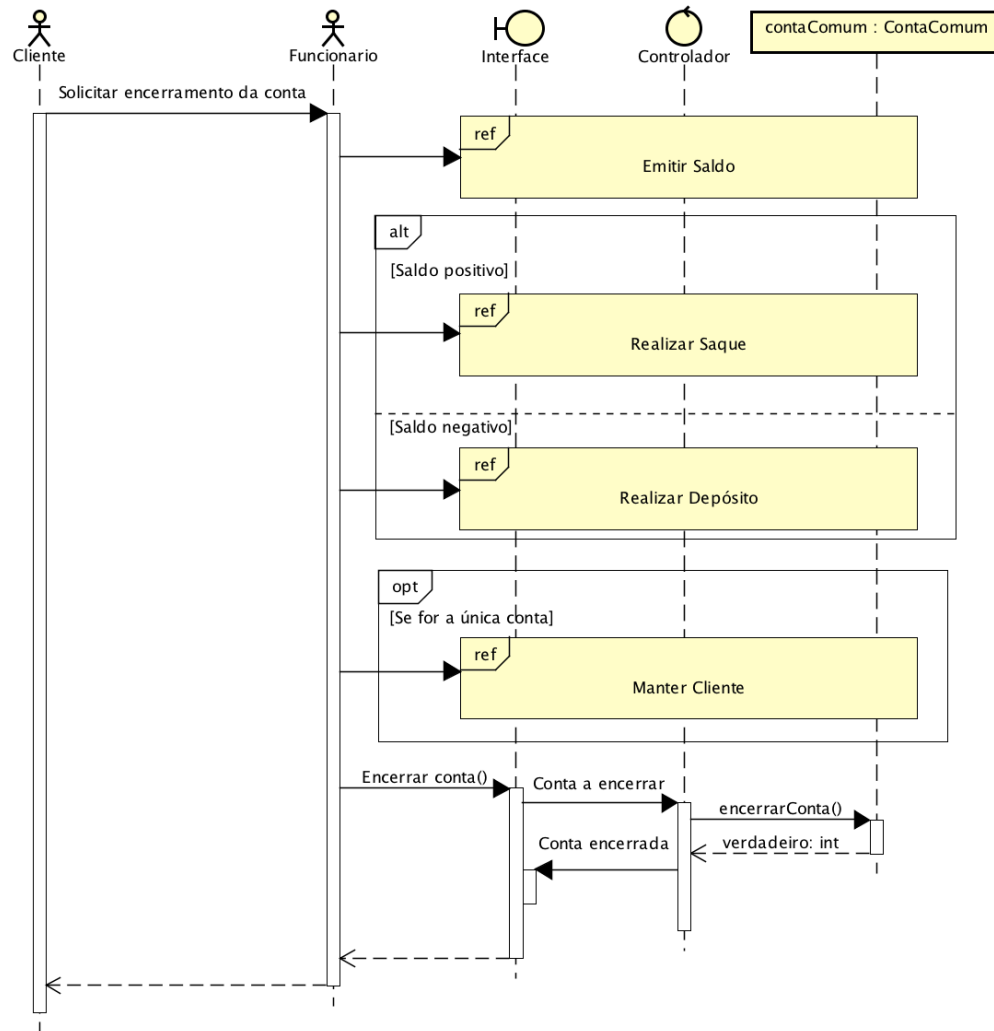 Cliente
Funcionario
Interface
Controlador
contaComum : ContaComum
Solicitar encerramento da conta
ref
Emitir Saldo
alt
[Saldo positivo]
ref
Realizar Saque
[Saldo negativo]
ref
Realizar Depósito
opt
[Se for a única conta]
ref
Manter Cliente
Encerrar conta()
Conta a encerrar
encerrarConta()
verdadeiro: int
Conta encerrada